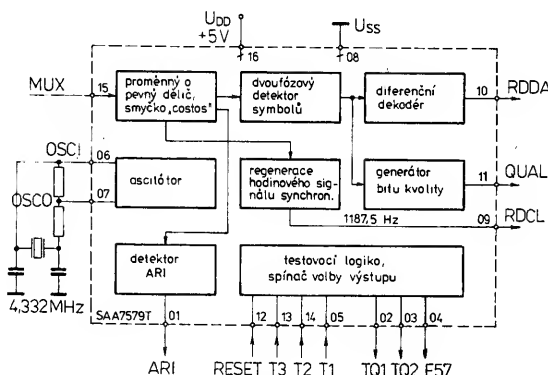 UDD
+5V
USS
16
08
MUX
15
proměnný a
pevný dělič,
smyčka „costos"
dvoufázový
detektor
symbolů
diferenční
dekodér
10
RDDA
OSCI
06
OSCO
07
oscilátor
regenerace
hodinového sig-
nálu synchron.
generátor
bitu kvality
11
QUAL
1187,5 Hz
09
RDCL
detektor
ARI
testovací logika,
spínač volby výstupu
4,332 MHz
SAA7579T
01
12
13
14
05
02
03
04
ARI
RESET
T3
T2
T1
TQ1
TQ2
F57